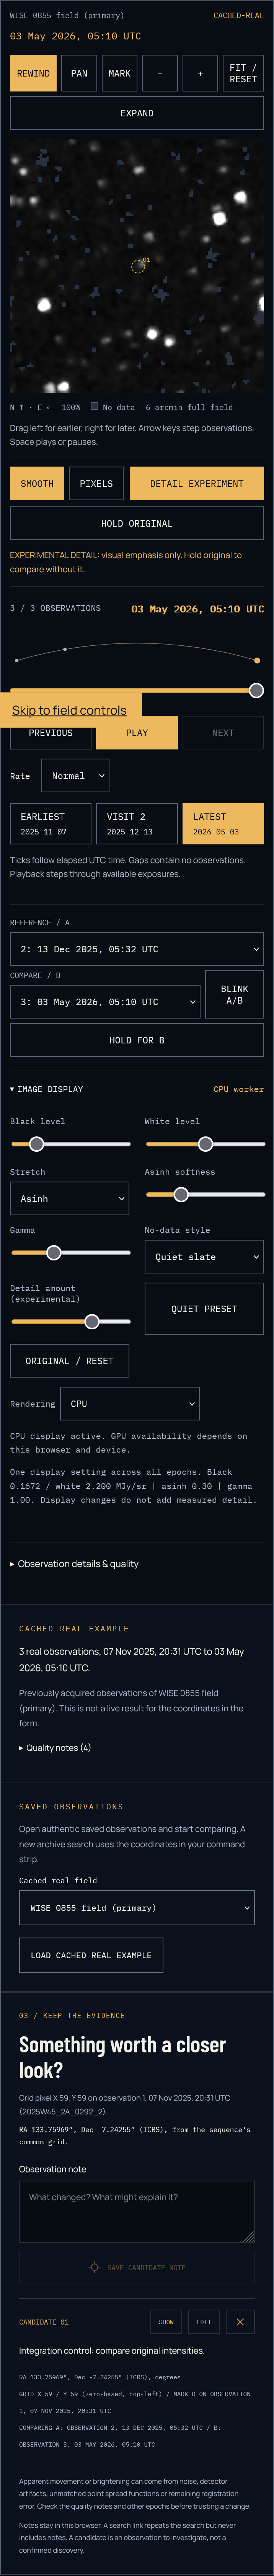 WISE 0855 field (primary)
CACHED-REAL
03 May 2026, 05:10 UTC
REWIND
PAN
MARK
−
+
FIT /
RESET
EXPAND
01
N ↑ · E ←
100%
No data
6 arcmin full field
Drag left for earlier, right for later. Arrow keys step observations.
Space plays or pauses.
SMOOTH
PIXELS
DETAIL EXPERIMENT
HOLD ORIGINAL
EXPERIMENTAL DETAIL: visual emphasis only. Hold original to
compare without it.
3 / 3 OBSERVATIONS
03 May 2026, 05:10 UTC
Skip to field controls
PREVIOUS
PLAY
NEXT
Rate
Normal
EARLIEST
2025-11-07
VISIT 2
2025-12-13
LATEST
2026-05-03
Ticks follow elapsed UTC time. Gaps contain no observations.
Playback steps through available exposures.
REFERENCE / A
2: 13 Dec 2025, 05:32 UTC
COMPARE / B
3: 03 May 2026, 05:10 UTC
BLINK
A/B
HOLD FOR B
▾ IMAGE DISPLAY
CPU worker
Black level
White level
Stretch
Asinh
Asinh softness
Gamma
No-data style
Quiet slate
Detail amount
(experimental)
QUIET PRESET
ORIGINAL / RESET
Rendering
CPU
CPU display active. GPU availability depends on
this browser and device.
One display setting across all epochs. Black
0.1672 / white 2.200 MJy/sr | asinh 0.30 | gamma
1.00. Display changes do not add measured detail.
▸ Observation details & quality
CACHED REAL EXAMPLE
3 real observations, 07 Nov 2025, 20:31 UTC to 03 May
2026, 05:10 UTC.
Previously acquired observations of WISE 0855 field
(primary). This is not a live result for the coordinates in the
form.
▸ Quality notes (4)
SAVED OBSERVATIONS
Open authentic saved observations and start comparing. A
new archive search uses the coordinates in your command
strip.
Cached real field
WISE 0855 field (primary)
LOAD CACHED REAL EXAMPLE
03 / KEEP THE EVIDENCE
Something worth a closer
look?
Grid pixel X 59, Y 59 on observation 1, 07 Nov 2025, 20:31 UTC
(2025W45_2A_0292_2).
RA 133.75969°, Dec -7.24255° (ICRS), from the sequence's
common grid.
Observation note
What changed? What might explain it?
SAVE CANDIDATE NOTE
CANDIDATE 01
SHOW
EDIT
Integration control: compare original intensities.
RA 133.75969°, Dec -7.24255° (ICRS), degrees
GRID X 59 / Y 59 (zero-based, top-left) / MARKED ON OBSERVATION
1, 07 NOV 2025, 20:31 UTC
COMPARING A: OBSERVATION 2, 13 DEC 2025, 05:32 UTC / B:
OBSERVATION 3, 03 MAY 2026, 05:10 UTC
Apparent movement or brightening can come from noise, detector
artifacts, unmatched point spread functions or remaining registration
error. Check the quality notes and other epochs before trusting a change.
Notes stay in this browser. A search link repeats the search but never
includes notes. A candidate is an observation to investigate, not a
confirmed discovery.